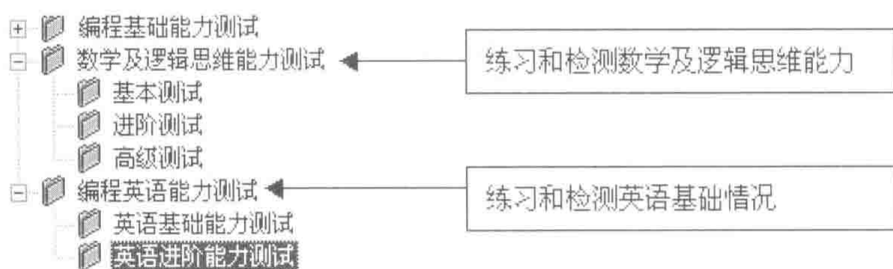 编程基础能力测试
数学及逻辑思维能力测试
练习和检测数学及逻辑思维能力
基本测试
进阶测试
高级测试
编程英语能力测试
练习和检测英语基础情况
英语基础能力测试
英语进阶能力测试